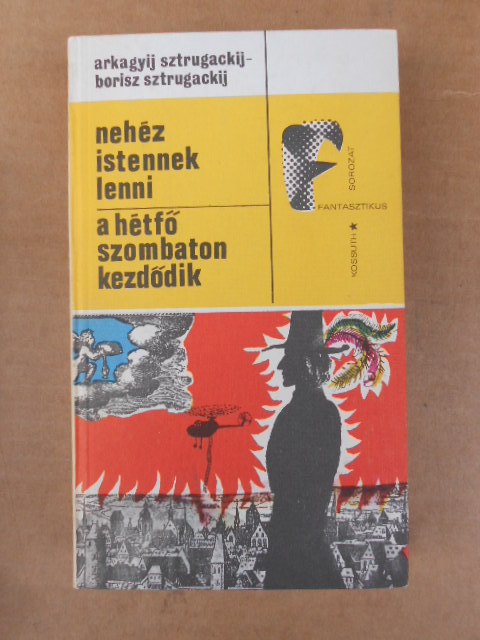 arkagyij sztrugackij-
borisz sztrugackij
nehéz
istennek
lenni
a hétfő
szombaton
kezdődik
F
FANTASZTIKUS
SOROZAT
KOSSUTH ★